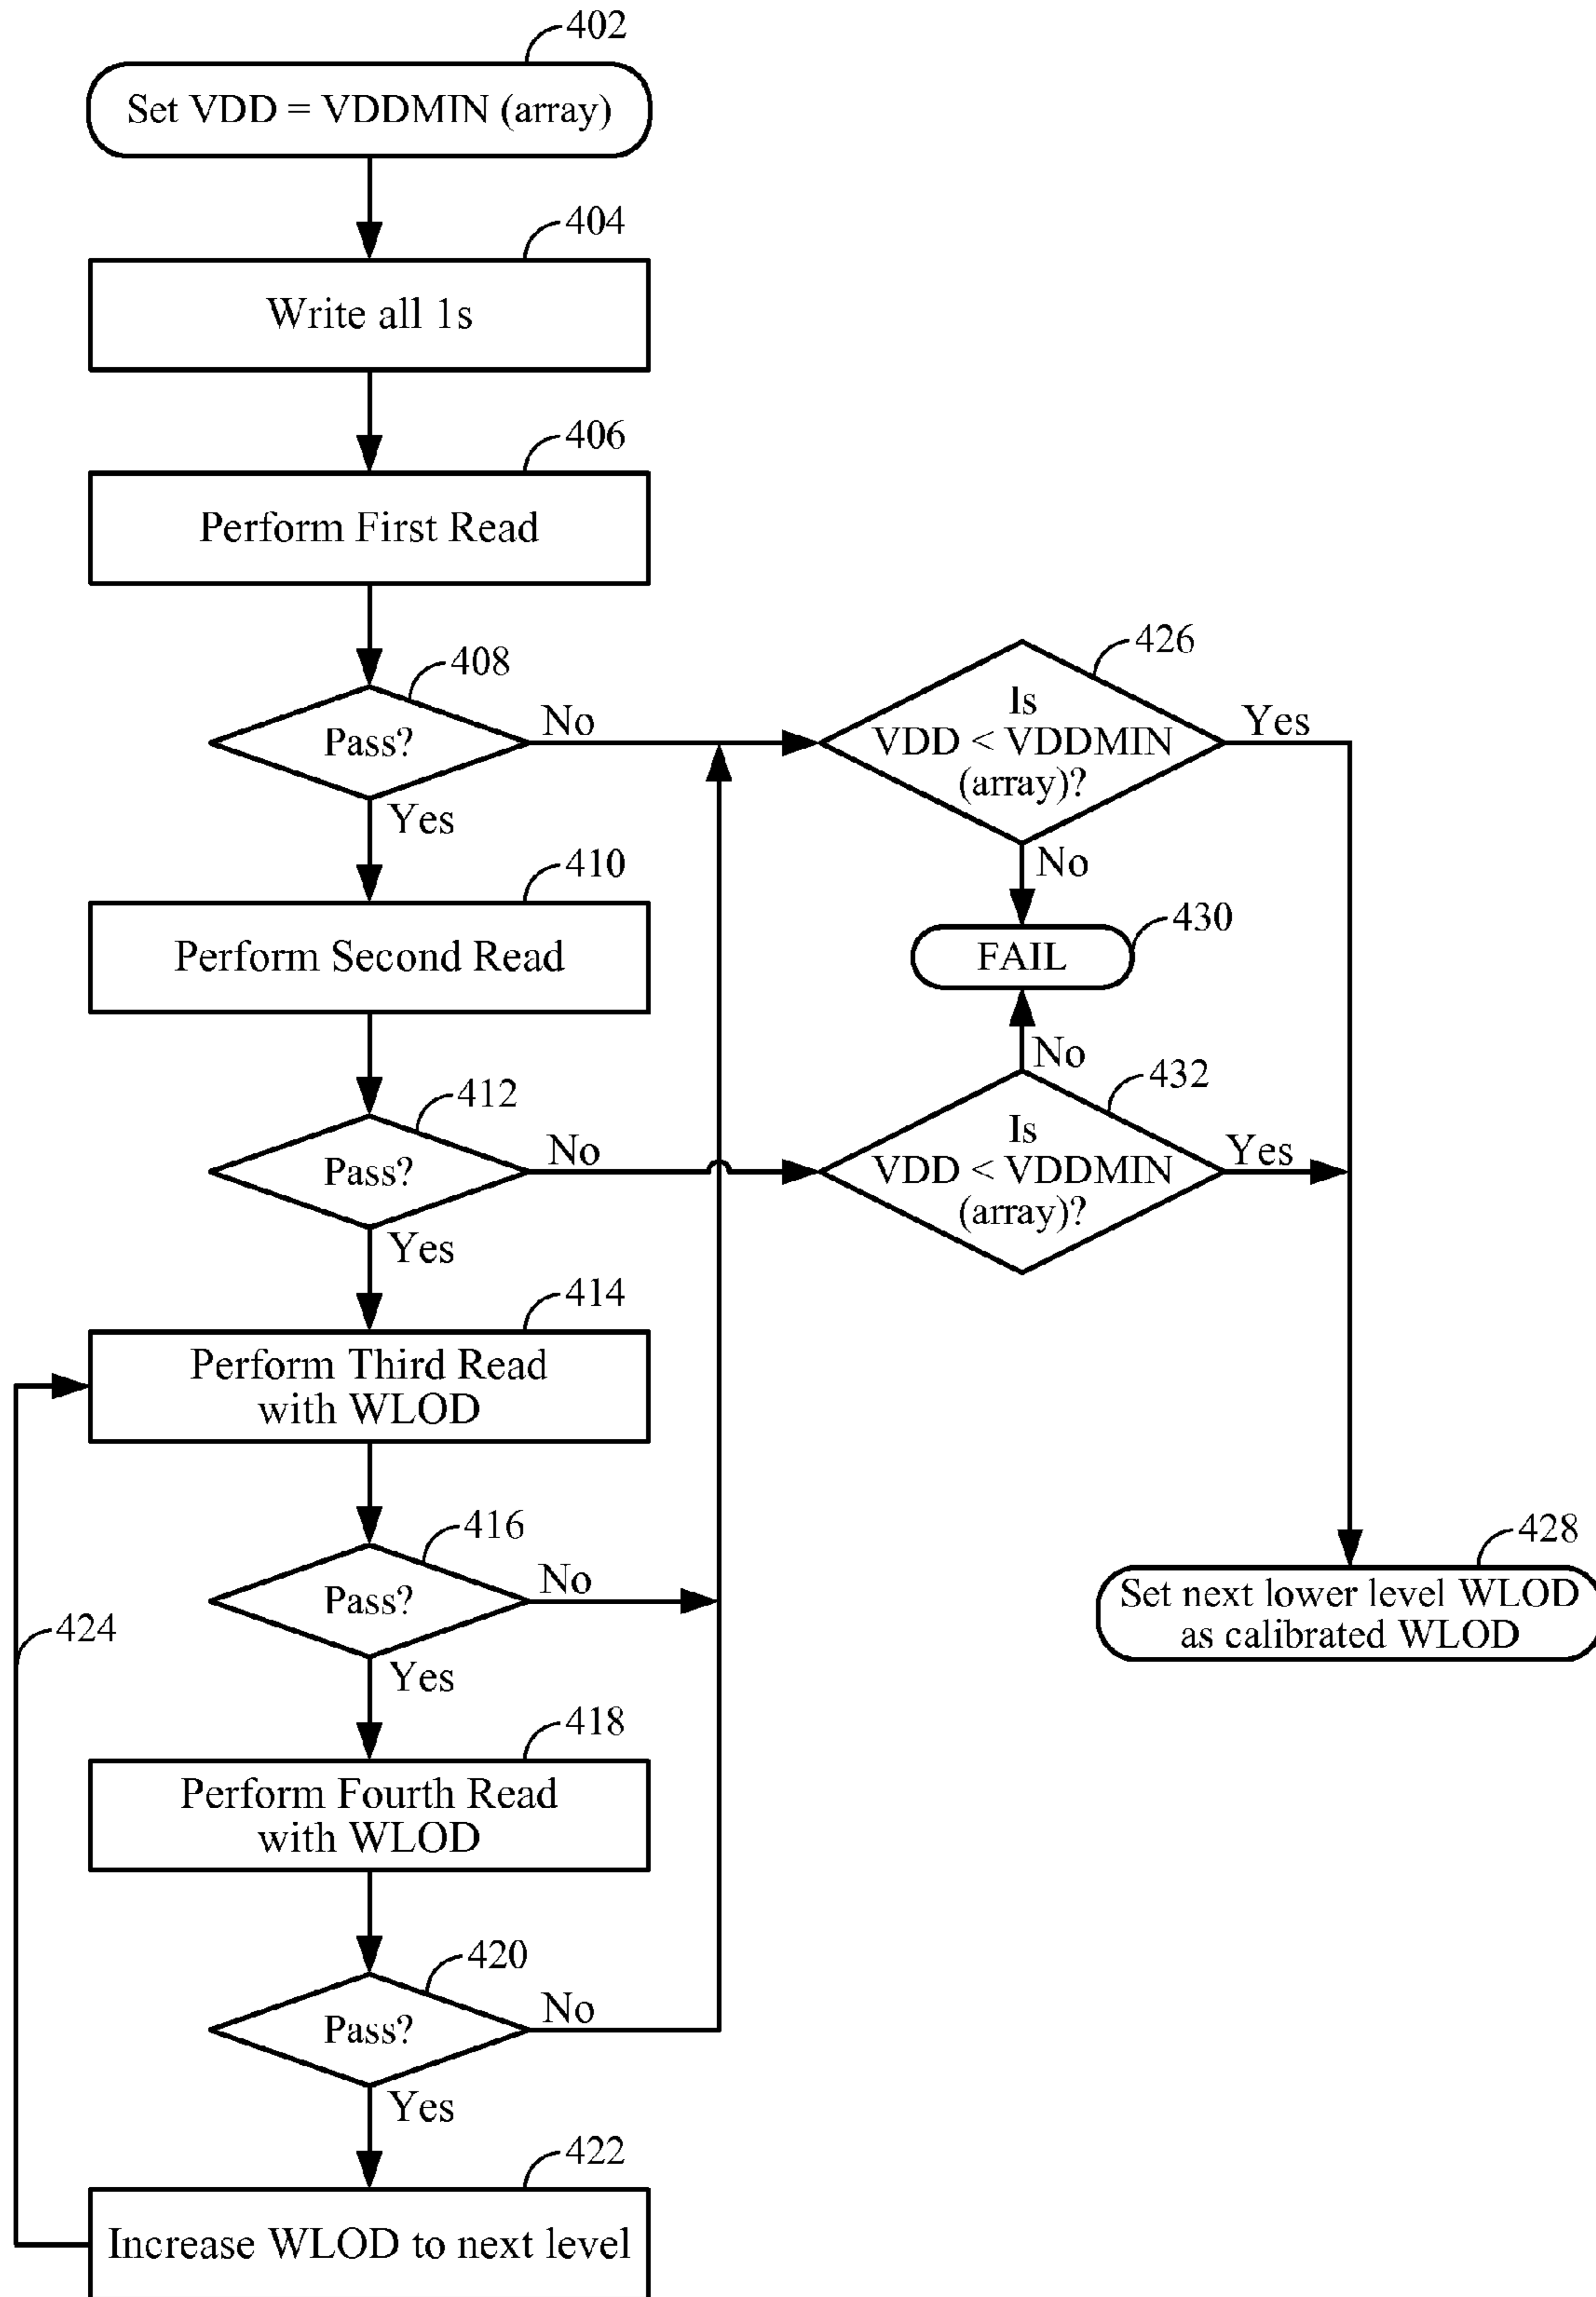 402
Set VDD = VDDMIN (array)
404
Write all 1s
406
Perform First Read
408
Pass?
No
Yes
426
Is
VDD < VDDMIN
(array)?
Yes
No
410
Perform Second Read
430
FAIL
412
Pass?
No
Yes
432
No
Is
VDD < VDDMIN
(array)?
Yes
414
Perform Third Read
with WLOD
416
Pass?
No
Yes
424
428
Set next lower level WLOD
as calibrated WLOD
418
Perform Fourth Read
with WLOD
420
Pass?
No
Yes
422
Increase WLOD to next level